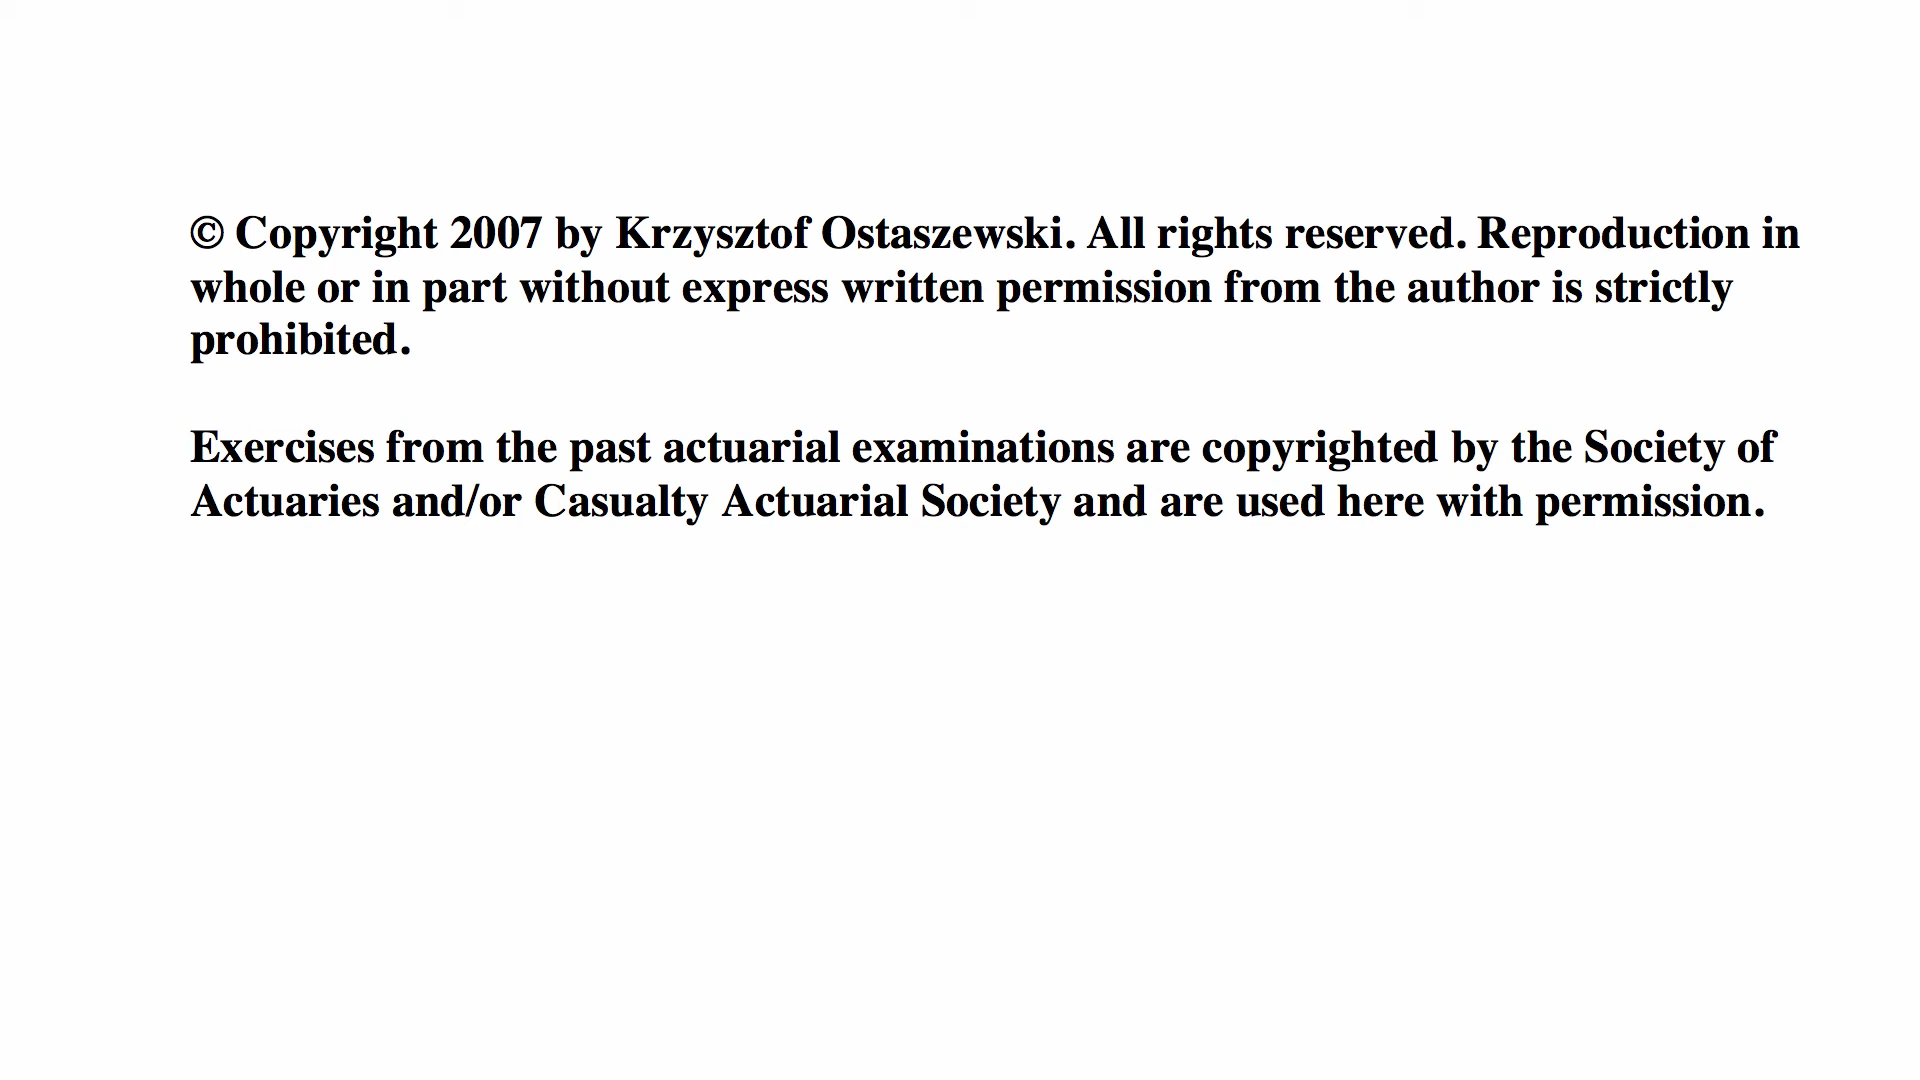 © Copyright 2007 by Krzysztof Ostaszewski. All rights reserved. Reproduction in
whole or in part without express written permission from the author is strictly
prohibited.
Exercises from the past actuarial examinations are copyrighted by the Society of
Actuaries and/or Casualty Actuarial Society and are used here with permission.